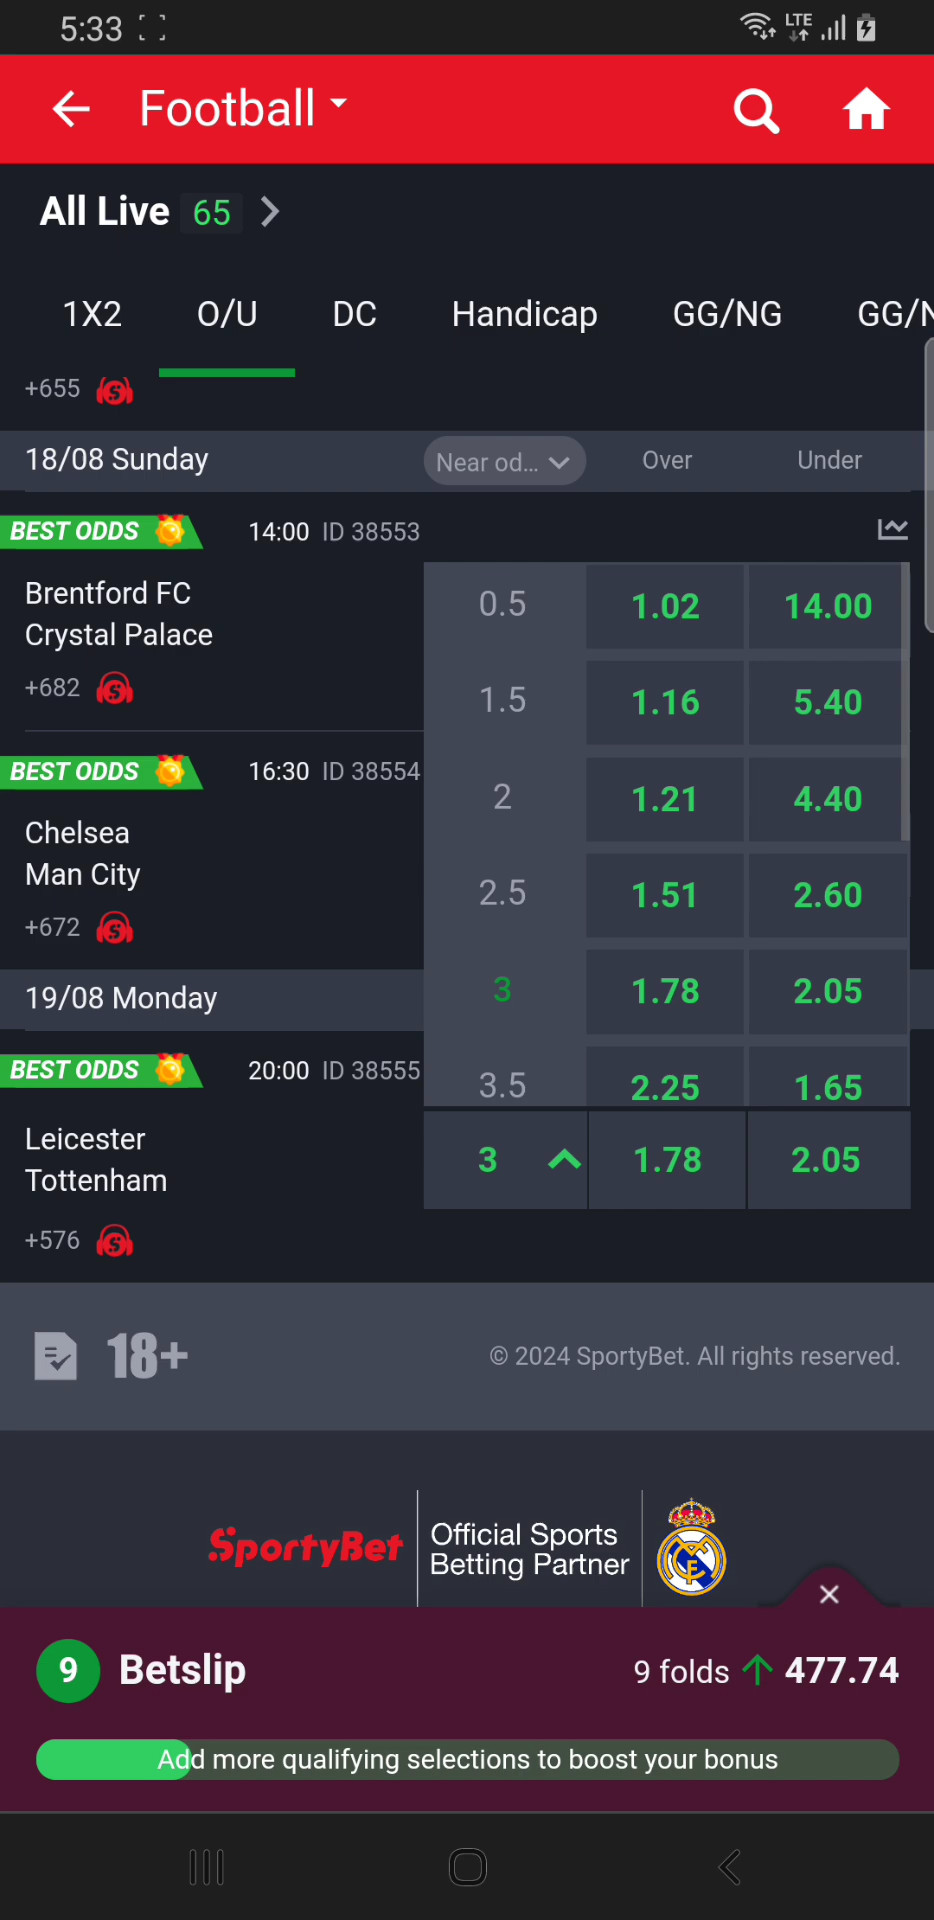 5:33
LTE
Football
All Live 65
1X2 O/U DC Handicap GG/NG GG/N
+655
18/08 Sunday Near od... Over Under
BEST ODDS 14:00 ID 38553
Brentford FC
Crystal Palace
+682
0.5 1.02 14.00
1.5 1.16 5.40
2 1.21 4.40
2.5 1.51 2.60
3 1.78 2.05
3.5 2.25 1.65
BEST ODDS 16:30 ID 38554
Chelsea
Man City
+672
19/08 Monday
BEST ODDS 20:00 ID 38555
Leicester
Tottenham
3 1.78 2.05
+576
18+ © 2024 SportyBet. All rights reserved.
SportyBet
Official Sports
Betting Partner
9 Betslip 9 folds 477.74
Add more qualifying selections to boost your bonus